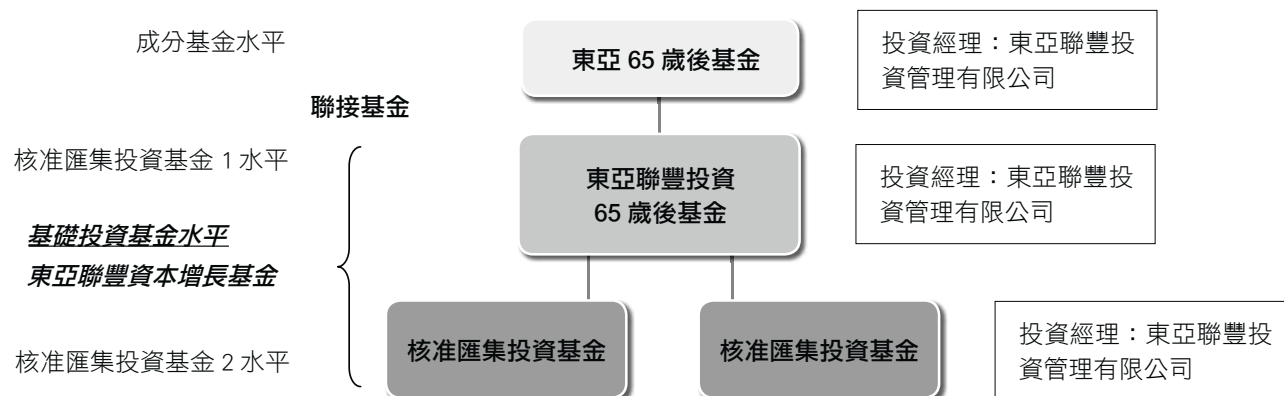 成分基金水平
東亞 65 歲後基金
投資經理：東亞聯豐投
資管理有限公司
聯接基金
核准匯集投資基金 1 水平
東亞聯豐投資
65 歲後基金
投資經理：東亞聯豐投
資管理有限公司
基礎投資基金水平
東亞聯豐資本增長基金
核准匯集投資基金 2 水平
核准匯集投資基金
核准匯集投資基金
投資經理：東亞聯豐投
資管理有限公司